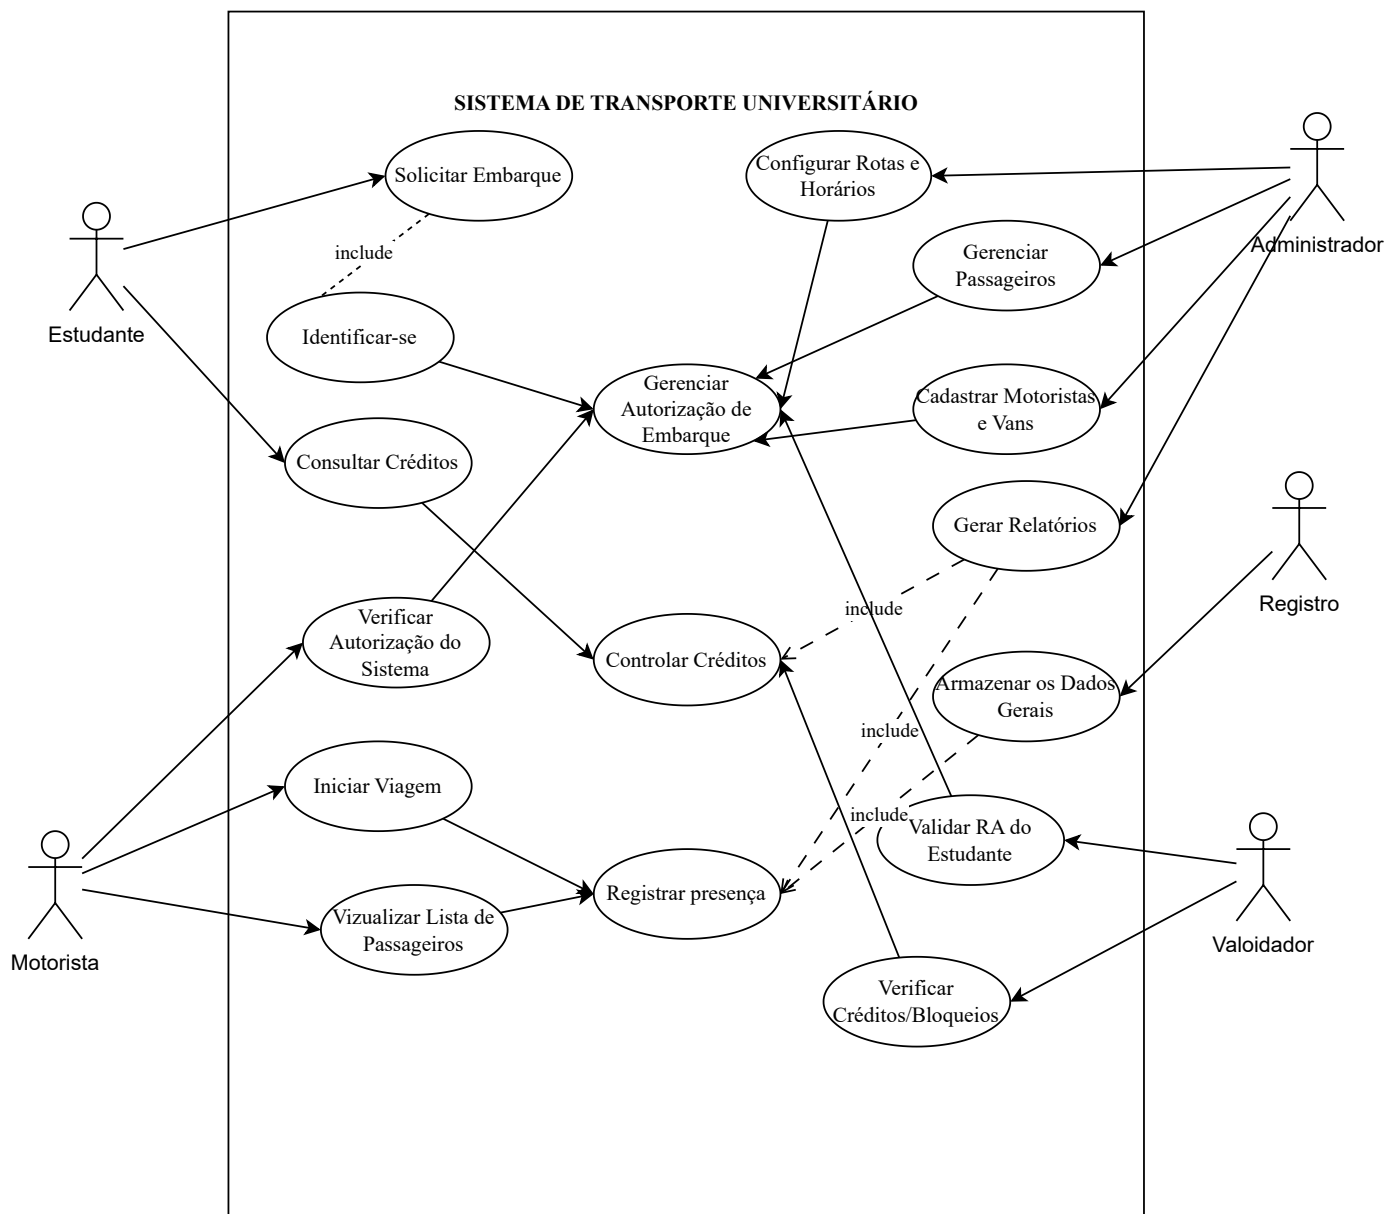 SISTEMA DE TRANSPORTE UNIVERSITÁRIO
Solicitar Embarque
Configurar Rotas e
Horários
Administrador
include
Gerenciar
Passageiros
Estudante
Identificar-se
Gerenciar
Autorização de
Embarque
Cadastrar Motoristas
e Vans
Consultar Créditos
Gerar Relatórios
Registro
include
Verificar
Autorização do
Sistema
Controlar Créditos
Armazenar os Dados
Gerais
include
Iniciar Viagem
include
Validar RA do
Estudante
Registrar presença
Vizualizar Lista de
Passageiros
Motorista
Valoidador
Verificar
Créditos/Bloqueios